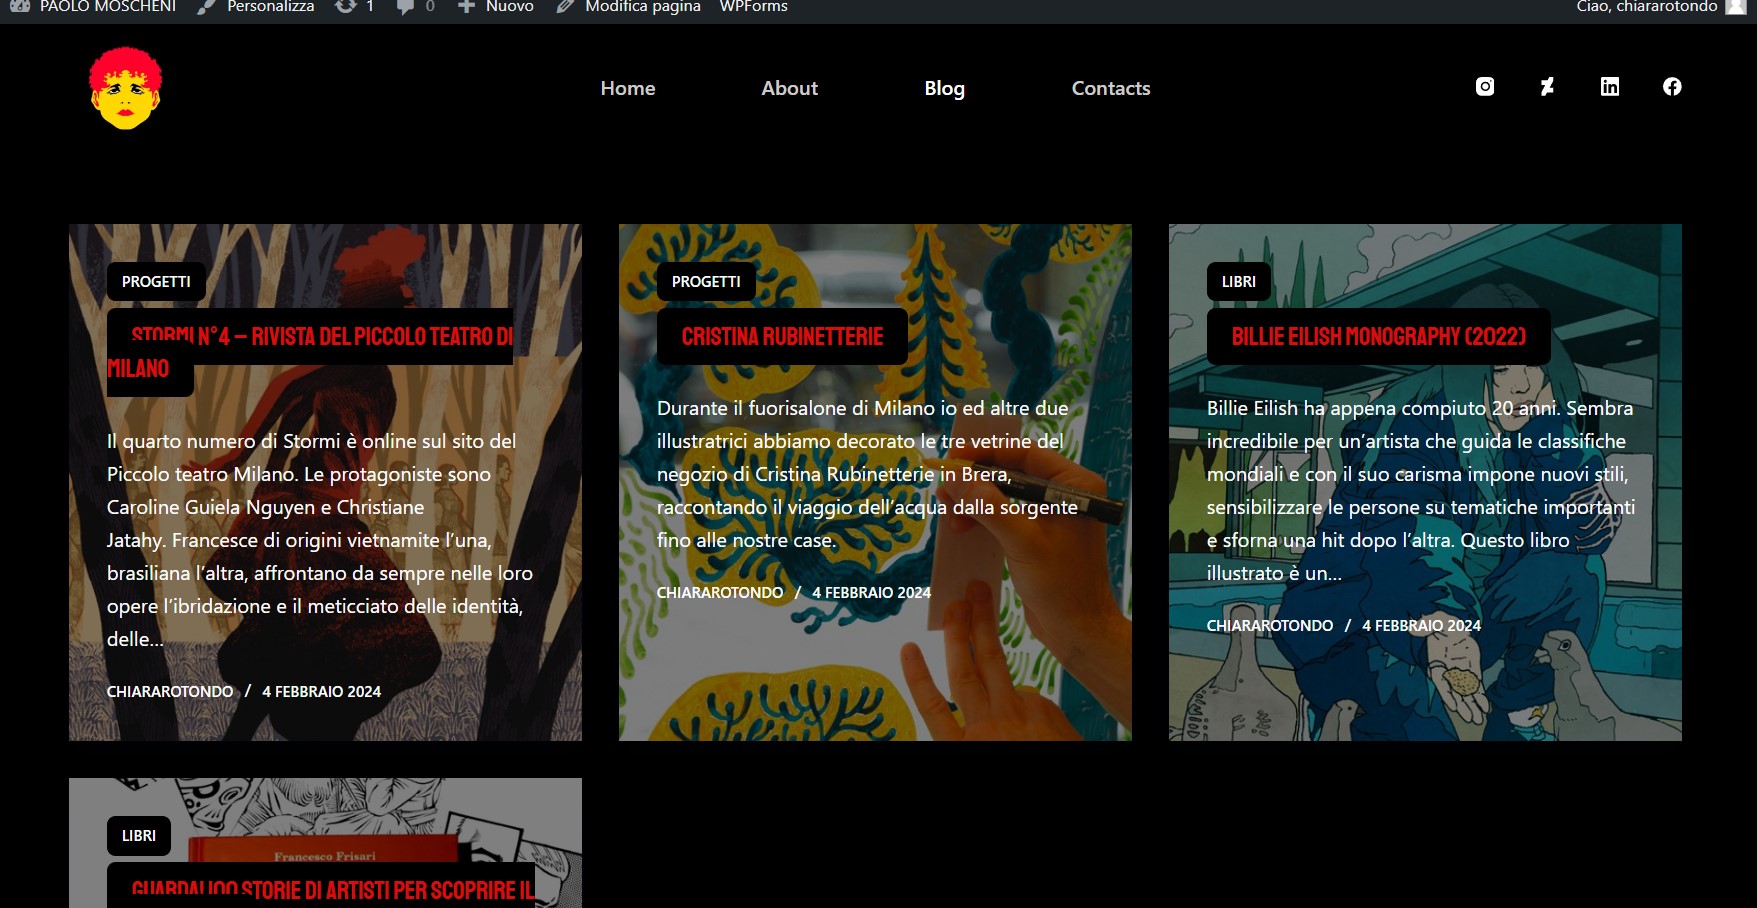 PAOLO MOSCHENI Personalizza 1 0 Nuovo Modifica pagina WPForms Ciao, chiararotondo
Home About Blog Contacts
PROGETTI
STORMI N°4 – RIVISTA DEL PICCOLO TEATRO DI
MILANO
Il quarto numero di Stormi è online sul sito del
Piccolo teatro Milano. Le protagoniste sono
Caroline Guiela Nguyen e Christiane
Jatahy. Francesce di origini vietnamite l’una,
brasiliana l’altra, affrontano da sempre nelle loro
opere l’ibridazione e il meticciato delle identità,
delle…
CHIARAROTONDO / 4 FEBBRAIO 2024
PROGETTI
CRISTINA RUBINETTERIE
Durante il fuorisalone di Milano io ed altre due
illustratrici abbiamo decorato le tre vetrine del
negozio di Cristina Rubinetterie in Brera,
raccontando il viaggio dell’acqua dalla sorgente
fino alle nostre case.
CHIARAROTONDO / 4 FEBBRAIO 2024
LIBRI
BILLIE EILISH MONOGRAPHY (2022)
Billie Eilish ha appena compiuto 20 anni. Sembra
incredibile per un’artista che guida le classifiche
mondiali e con il suo carisma impone nuovi stili,
sensibilizzare le persone su tematiche importanti
e sforna una hit dopo l’altra. Questo libro
illustrato è un…
CHIARAROTONDO / 4 FEBBRAIO 2024
LIBRI
Francesco Frisari
GUARDALI 100 STORIE DI ARTISTI PER SCOPRIRE IL